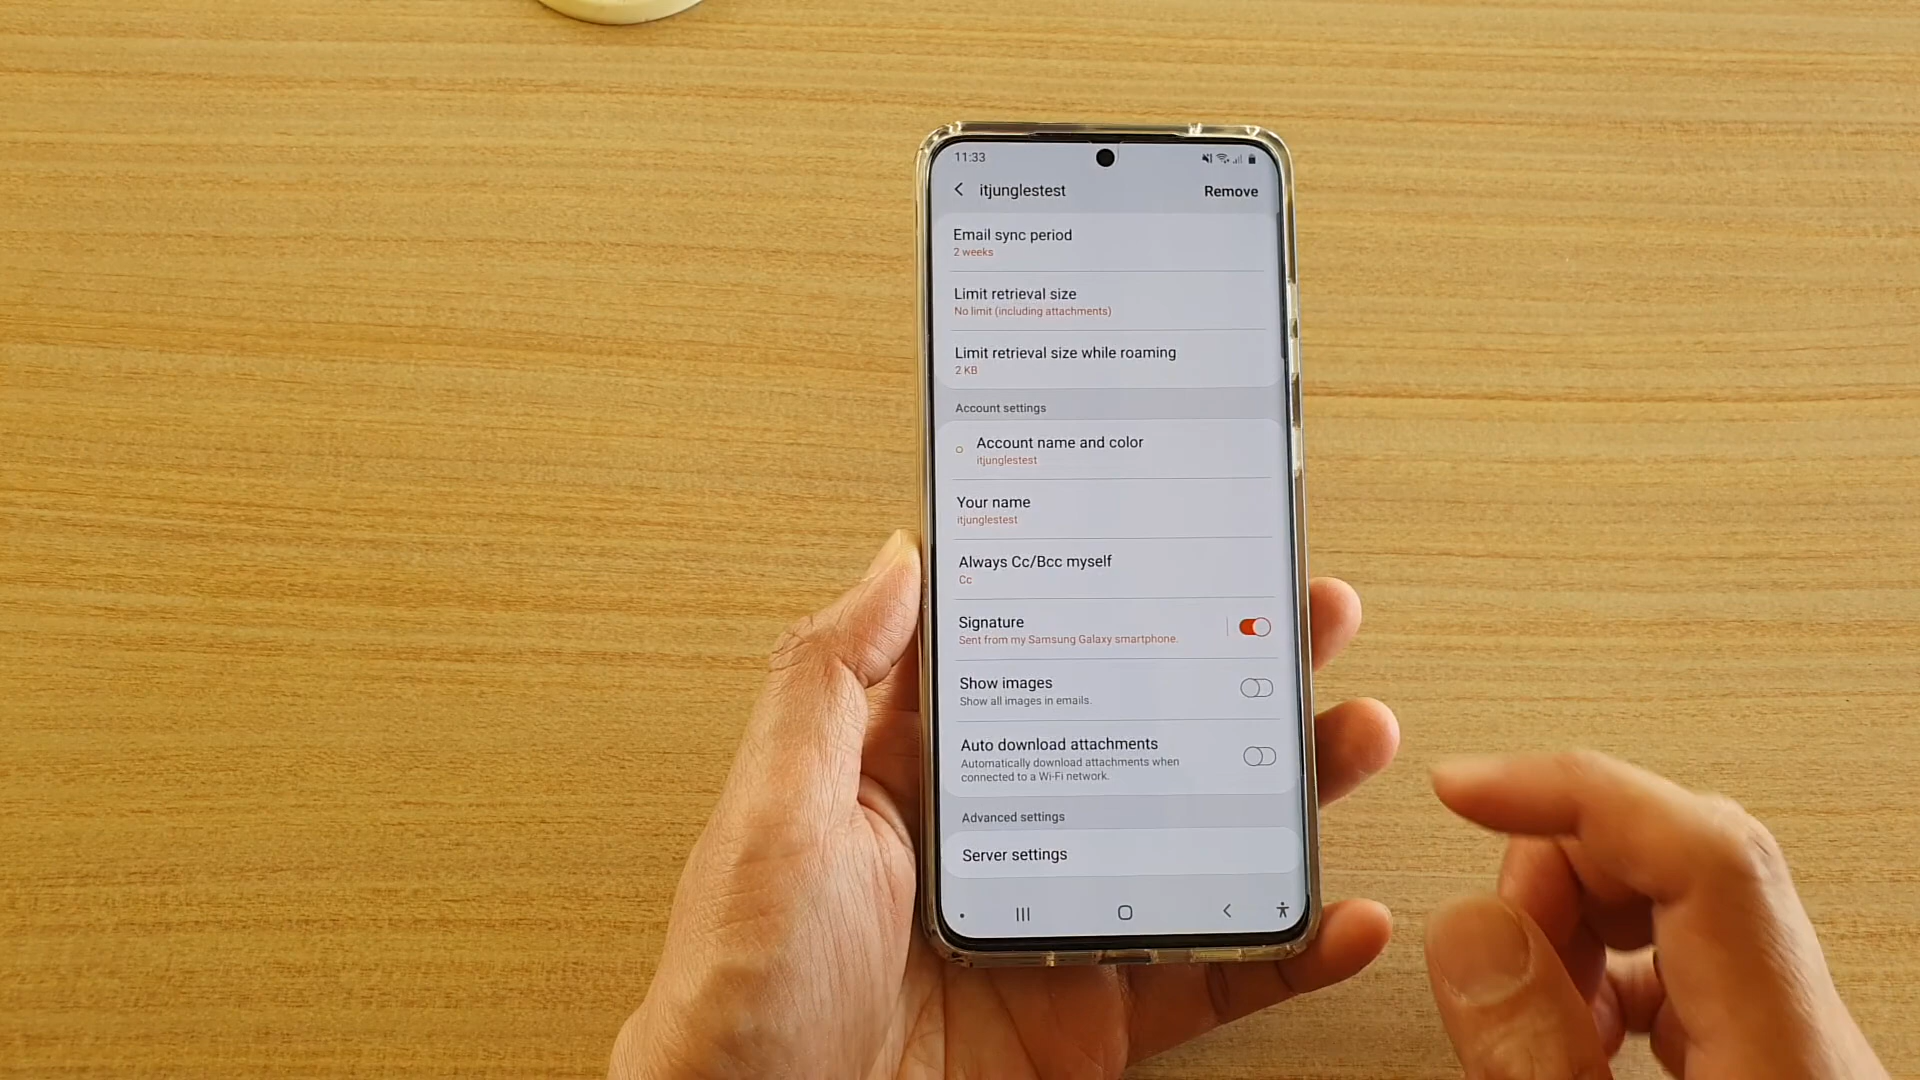 11:33
itjunglestest
Remove
Email sync period
2 weeks
Limit retrieval size
No limit (including attachments)
Limit retrieval size while roaming
2 KB
Account settings
Account name and color
itjunglestest
Your name
itjunglestest
Always Cc/Bcc myself
Cc
Signature
Sent from my Samsung Galaxy smartphone.
Show images
Show all images in emails.
Auto download attachments
Automatically download attachments when
connected to a Wi-Fi network.
Advanced settings
Server settings